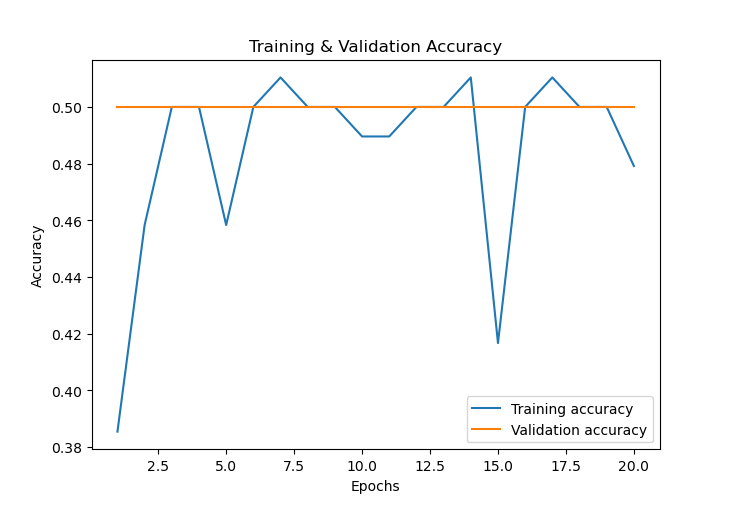 Training & Validation Accuracy
Accuracy
0.50
0.48
0.46
0.44
0.42
0.40
0.38
Training accuracy
Validation accuracy
2.5 5.0 7.5 10.0 12.5 15.0 17.5 20.0
Epochs